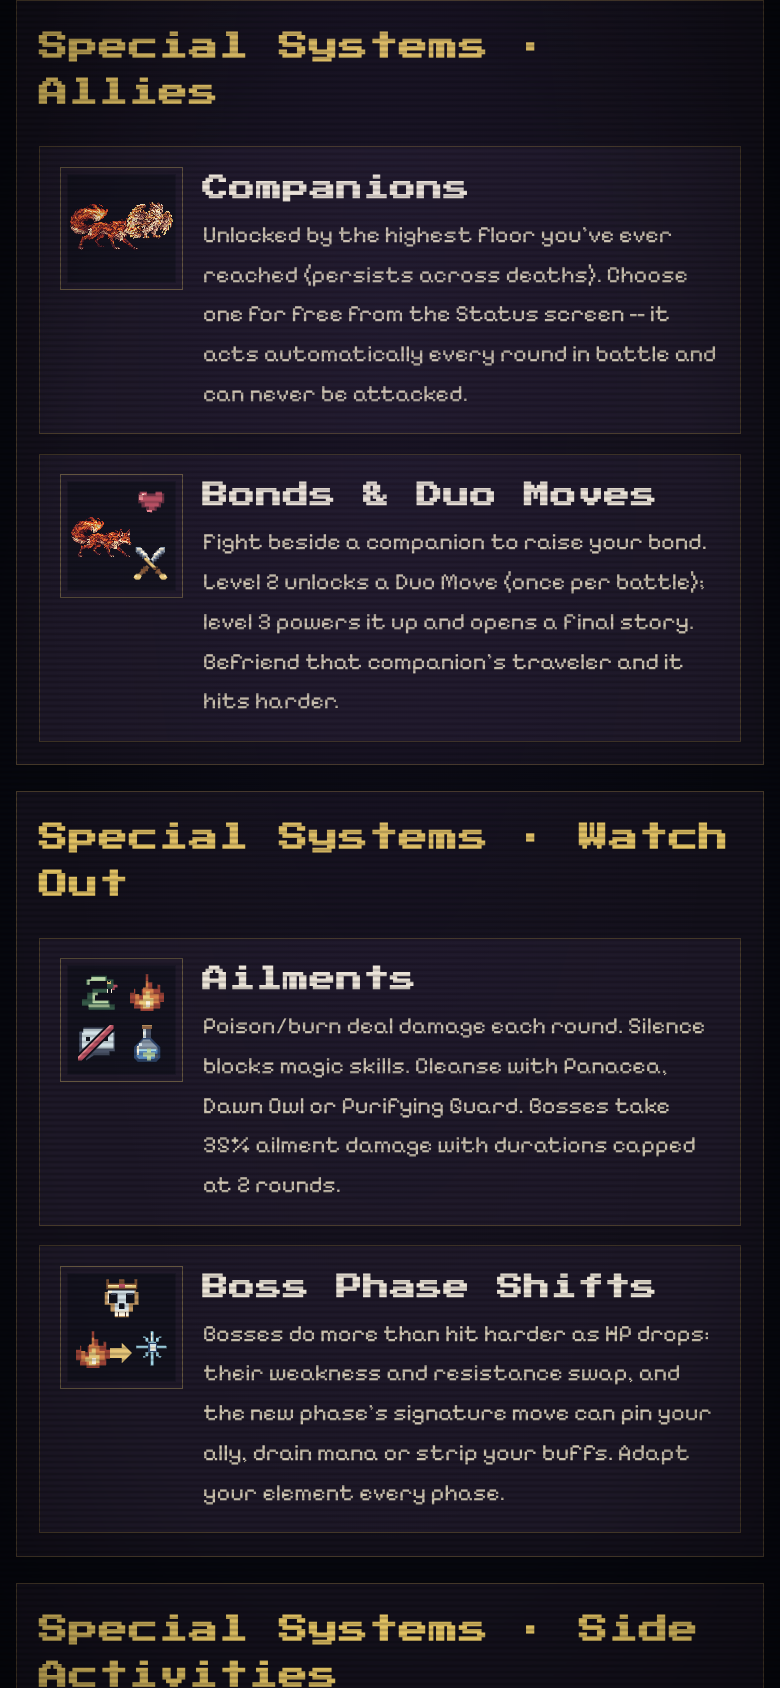 Special Systems ·
Allies
Companions
Unlocked by the highest floor you've ever
reached (persists across deaths). Choose
one for free from the Status screen -- it
acts automatically every round in battle and
can never be attacked.
Bonds & Duo Moves
Fight beside a companion to raise your bond.
Level 2 unlocks a Duo Move (once per battle);
level 3 powers it up and opens a final story.
Befriend that companion's traveler and it
hits harder.
Special Systems · Watch
Out
Ailments
Poison/burn deal damage each round. Silence
blocks magic skills. Cleanse with Panacea,
Dawn Owl or Purifying Guard. Bosses take
35% ailment damage with durations capped
at 2 rounds.
Boss Phase Shifts
Bosses do more than hit harder as HP drops:
their weakness and resistance swap, and
the new phase's signature move can pin your
ally, drain mana or strip your buffs. Adapt
your element every phase.
Special Systems · Side
Activities